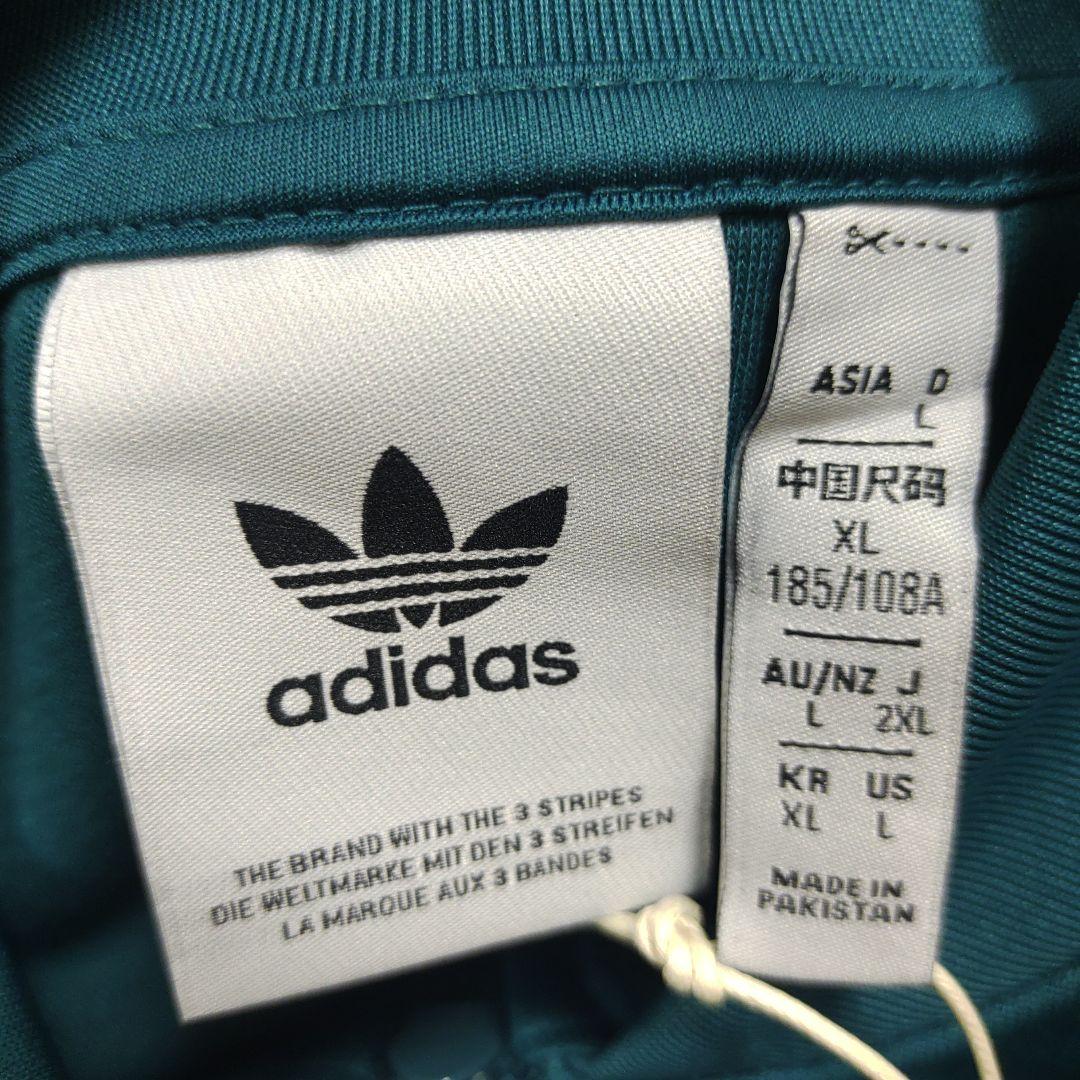 adidas
THE BRAND WITH THE 3 STRIPES
DIE WELTMARKE MIT DEN 3 STREIFEN
LA MARQUE AUX 3 BANDES
ASIA D
L
中国尺码
XL
185/108A
AU/NZ J
L 2XL
KR US
XL L
MADE IN
PAKISTAN